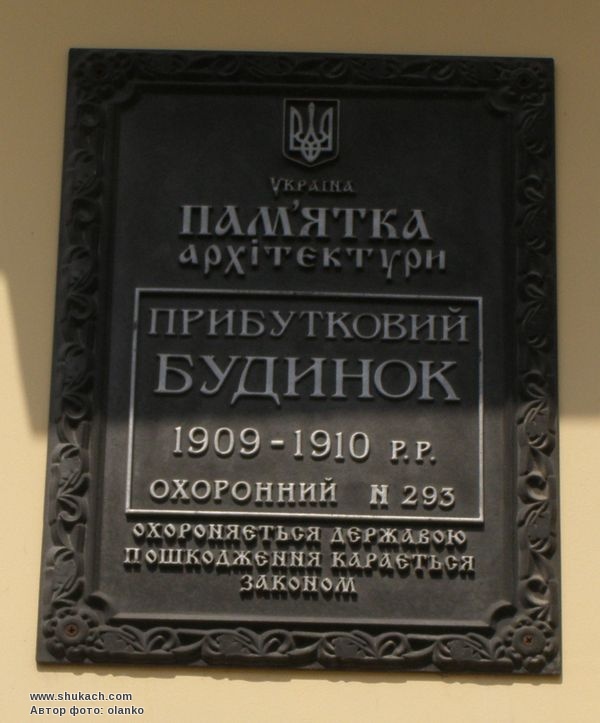 Україна
ПАМ'ЯТКА
архітектури
ПРИБУТКОВИЙ
БУДИНОК
1909-1910 Р.Р.
ОХОРОННИЙ N 293
ОХОРОНЯЄТЬСЯ ДЕРЖАВОЮ
ПОШКОДЖЕННЯ КАРАЄТЬСЯ
ЗАКОНОМ
www.shukach.com
Автор фото: olanko